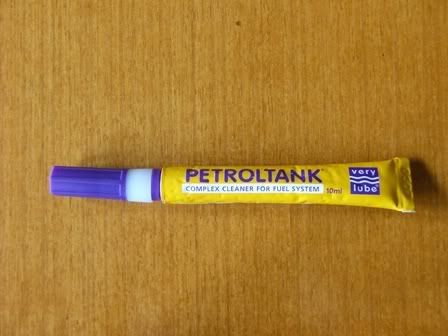 PETROLTANK
COMPLEX CLEANER FOR FUEL SYSTEM
10ml
very
lube